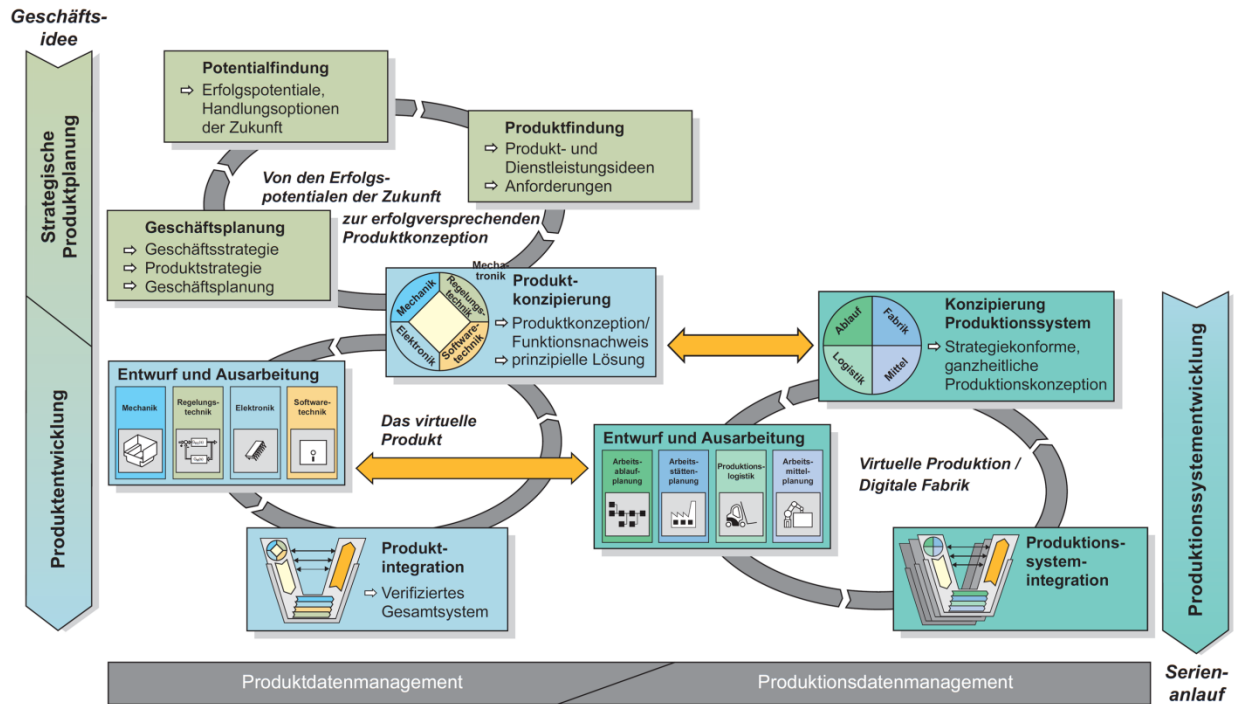 Geschäfts-
idee
Strategische
Produktplanung
Produktentwicklung
Potentialfindung
⇨ Erfolgspotentiale,
Handlungsoptionen
der Zukunft
Produktfindung
⇨ Produkt- und
Dienstleistungsideen
⇨ Anforderungen
Von den Erfolgs-
potentialen der Zukunft
zur erfolgversprechenden
Produktkonzeption
Geschäftsplanung
⇨ Geschäftsstrategie
⇨ Produktstrategie
⇨ Geschäftsplanung
Mecha-
tronik
Mechanik
Regelungs-
technik
Elektronik
Software-
technik
Produkt-
konzipierung
⇨ Produktkonzeption/
Funktionsnachweis
⇨ prinzipielle Lösung
Ablauf
Fabrik
Logistik
Mittel
Konzipierung
Produktionssystem
⇨ Strategiekonforme,
ganzheitliche
Produktionskonzeption
Entwurf und Ausarbeitung
Mechanik
Regelungs-
technik
Elektronik
Software-
technik
Das virtuelle
Produkt
Entwurf und Ausarbeitung
Arbeits-
ablauf-
planung
Arbeits-
stätten-
planung
Produktions-
logistik
Arbeits-
mittel-
planung
Virtuelle Produktion /
Digitale Fabrik
Produkt-
integration
⇨ Verifiziertes
Gesamtsystem
Produktions-
system-
integration
Produktionssystementwicklung
Produktdatenmanagement
Produktionsdatenmanagement
Serien-
anlauf